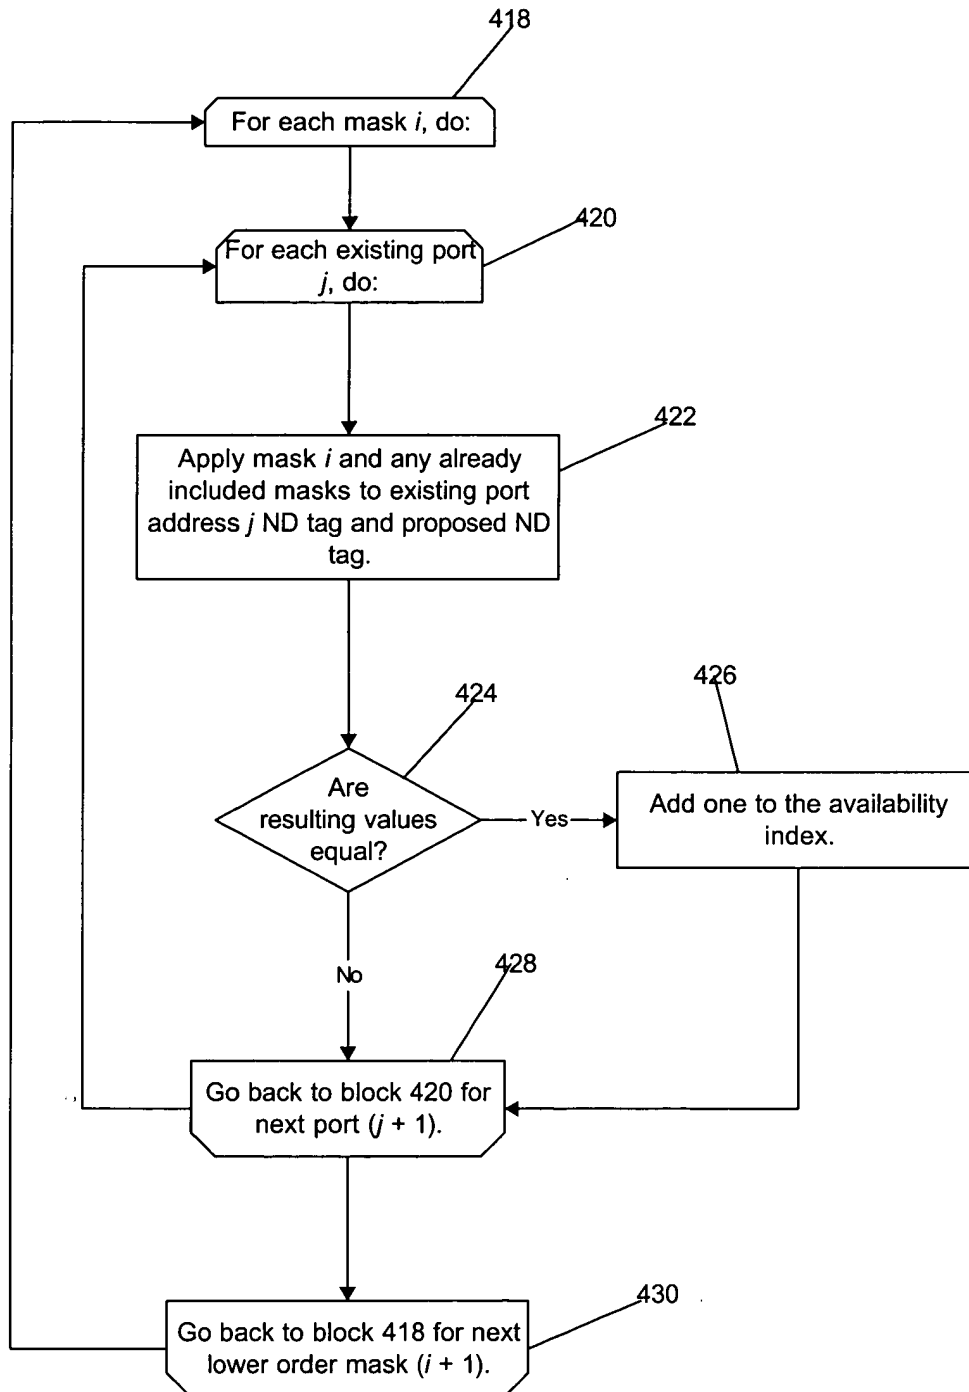 418
For each mask i, do:
420
For each existing port
j, do:
422
Apply mask i and any already
included masks to existing port
address j ND tag and proposed ND
tag.
424
426
Are
resulting values
equal?
Yes
Add one to the availability
index.
No
428
Go back to block 420 for
next port (j + 1).
430
Go back to block 418 for next
lower order mask (i + 1).